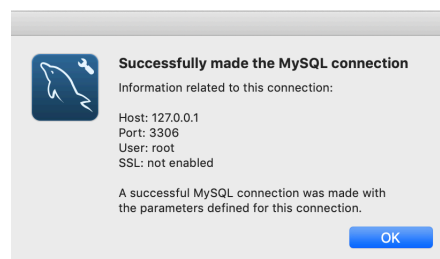 Successfully made the MySQL connection
Information related to this connection:
Host: 127.0.0.1
Port: 3306
User: root
SSL: not enabled
A successful MySQL connection was made with
the parameters defined for this connection.
OK